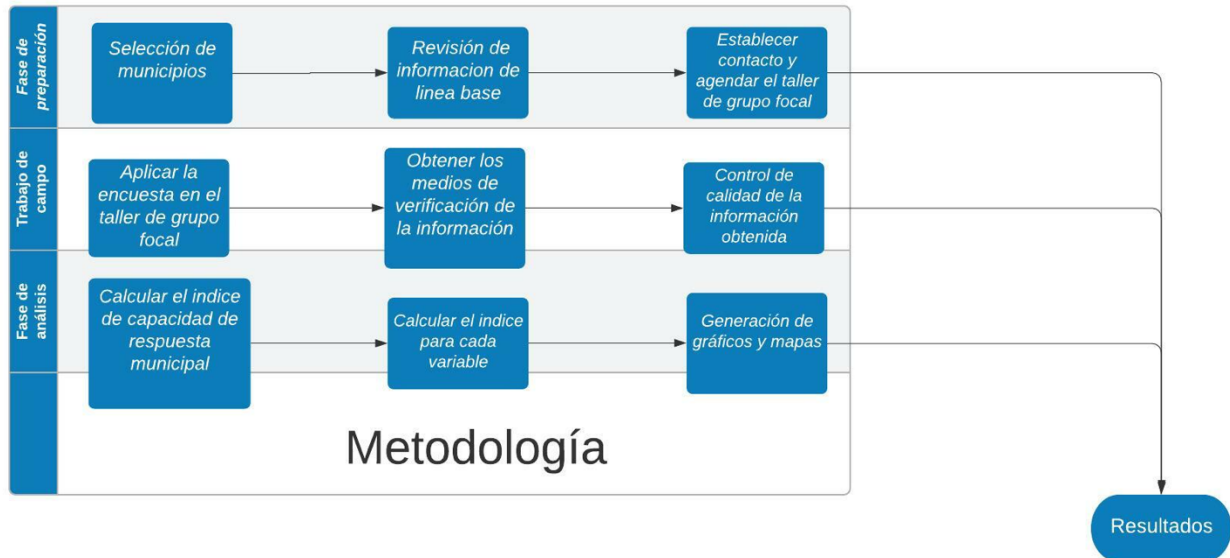 Fase de
preparación
Selección de
municipios
Revisión de
informacion de
linea base
Establecer
contacto y
agendar el taller
de grupo focal
Trabajo de
campo
Aplicar la
encuesta en el
taller de grupo
focal
Obtener los
medios de
verificación de
la información
Control de
calidad de la
información
obtenida
Fase de
análisis
Calcular el indice
de capacidad de
respuesta
municipal
Calcular el indice
para cada
variable
Generación de
gráficos y mapas
Metodología
Resultados